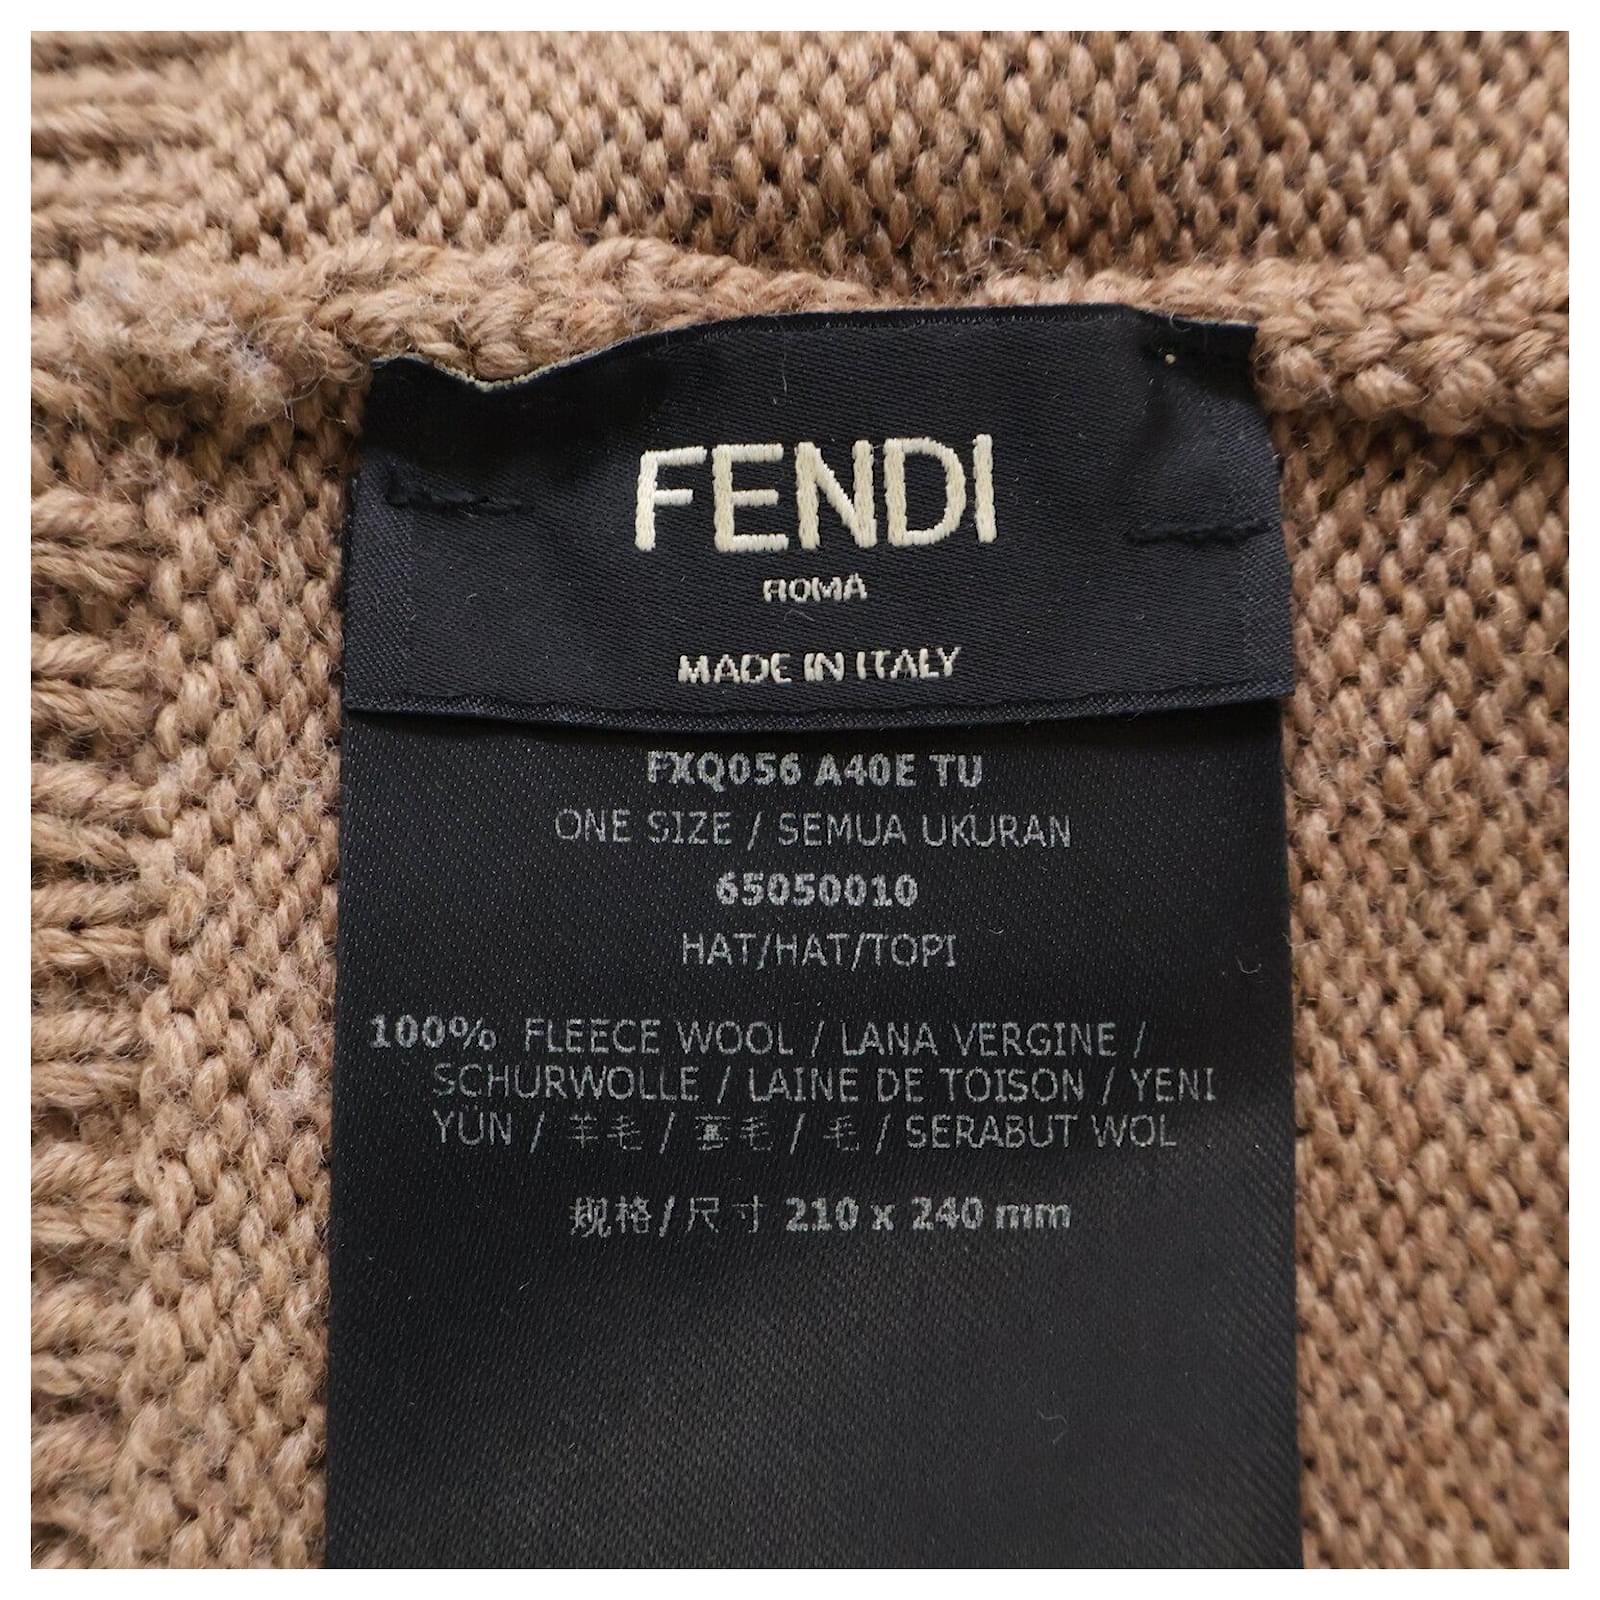 FENDI
ROMA
MADE IN ITALY
FXQ056 A40E TU
ONE SIZE / SEMUA UKURAN
65050010
HAT/HAT/TOPI
100% FLEECE WOOL / LANA VERGINE /
SCHURWOLLE / LAINE DE TOISON / YENI
YÜN / 羊毛 / 毛 / SERABUT WOL
规格/尺寸 210 x 240 mm